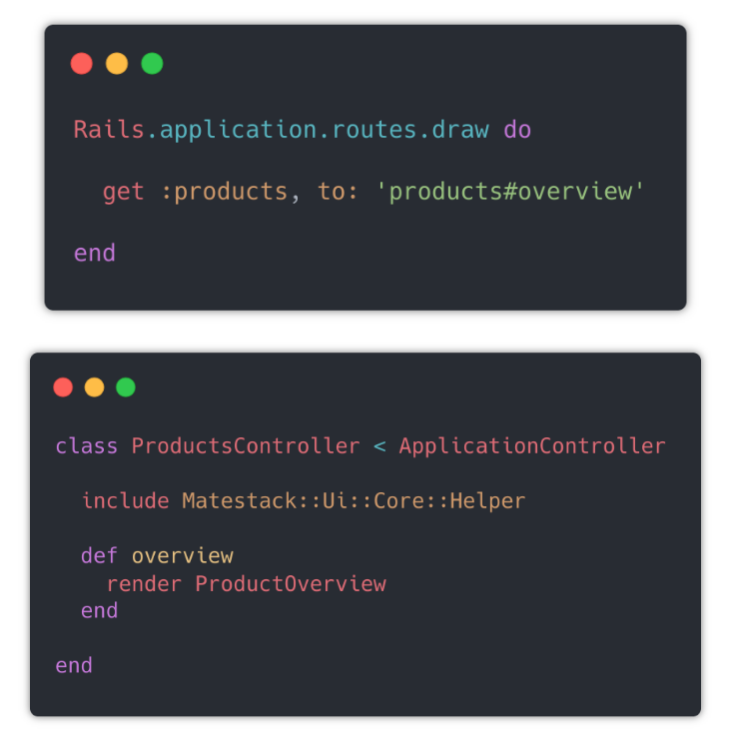 Rails.application.routes.draw do
get :products, to: 'products#overview'
end
class ProductsController < ApplicationController
include Matestack::Ui::Core::Helper
def overview
render ProductOverview
end
end